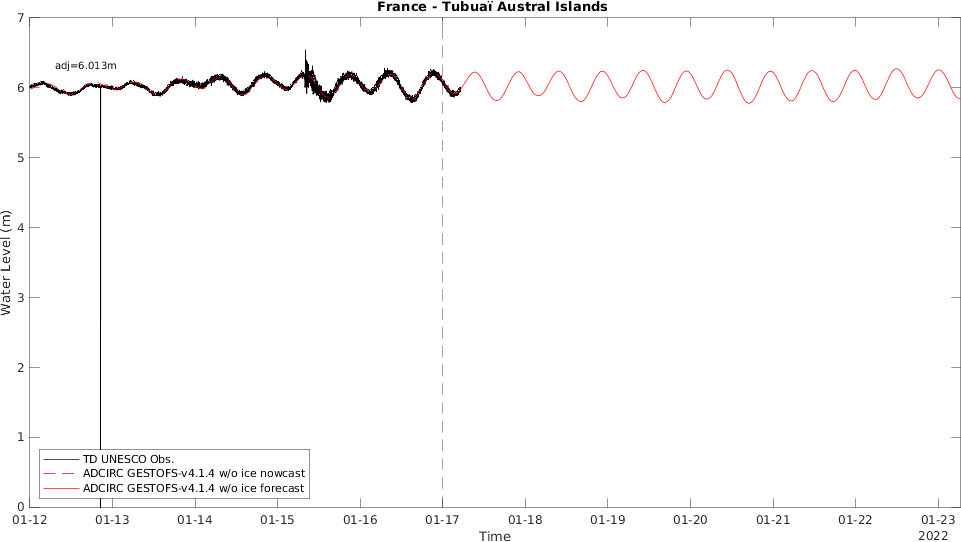 France - Tubuaï Austral Islands
7
6
5
4
3
2
1
0
Water Level (m)
adj=6.013m
TD UNESCO Obs.
ADCIRC GESTOFS-v4.1.4 w/o ice nowcast
ADCIRC GESTOFS-v4.1.4 w/o ice forecast
01-12 01-13 01-14 01-15 01-16 01-17 01-18 01-19 01-20 01-21 01-22 01-23
Time
2022